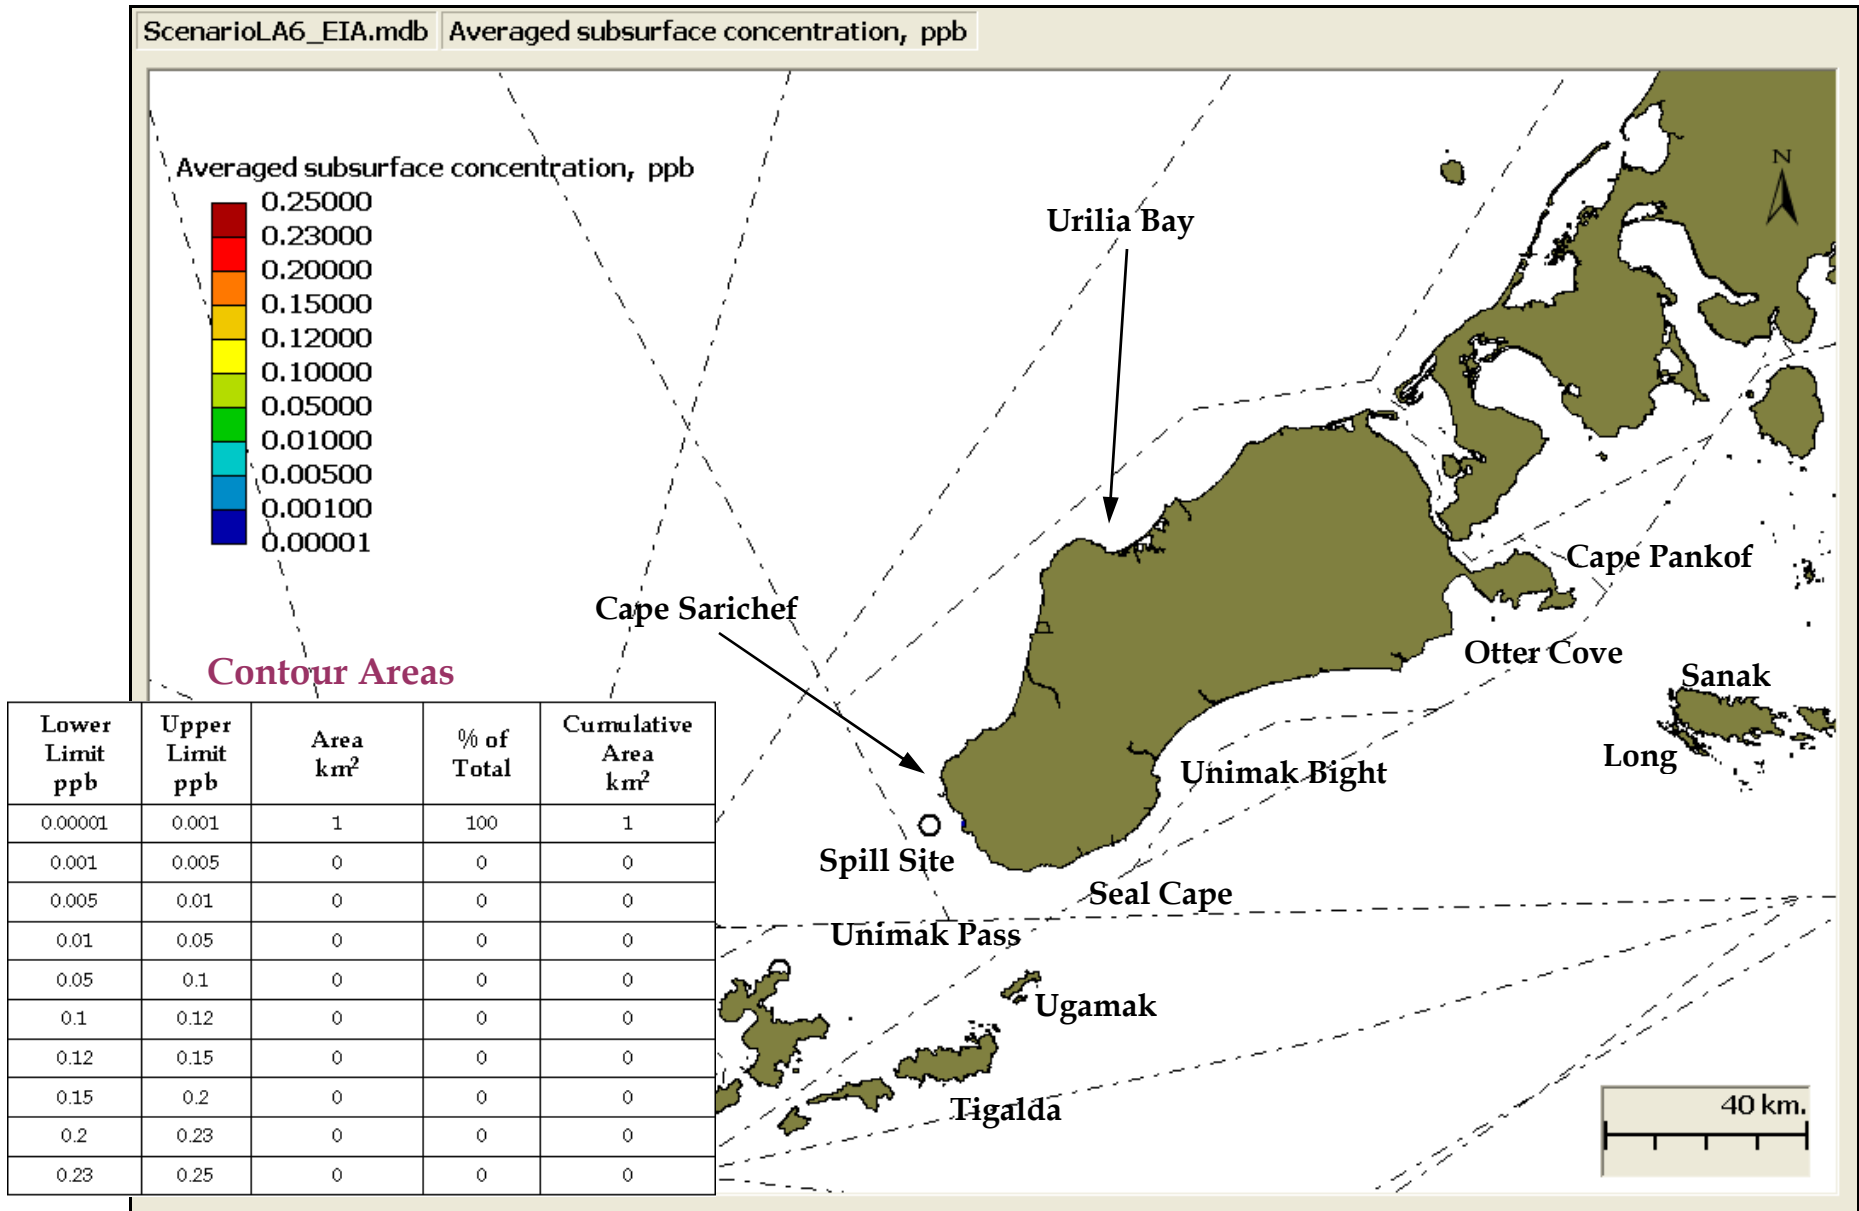 ScenarioLA6_EIA.mdb Averaged subsurface concentration, ppb
Averaged subsurface concentration, ppb
0.25000
0.23000
0.20000
0.15000
0.12000
0.10000
0.05000
0.01000
0.00500
0.00100
0.00001
N
Urilia Bay
Cape Pankof
Cape Sarichef
Otter Cove
Sanak
Long
Unimak Bight
Spill Site
Seal Cape
Unimak Pass
Ugamak
Tigalda
40 km.
Contour Areas
Lower Limit ppb Upper Limit ppb Area km² % of Total Cumulative Area km²
0.00001 0.001 1 100 1
0.001 0.005 0 0 0
0.005 0.01 0 0 0
0.01 0.05 0 0 0
0.05 0.1 0 0 0
0.1 0.12 0 0 0
0.12 0.15 0 0 0
0.15 0.2 0 0 0
0.2 0.23 0 0 0
0.23 0.25 0 0 0